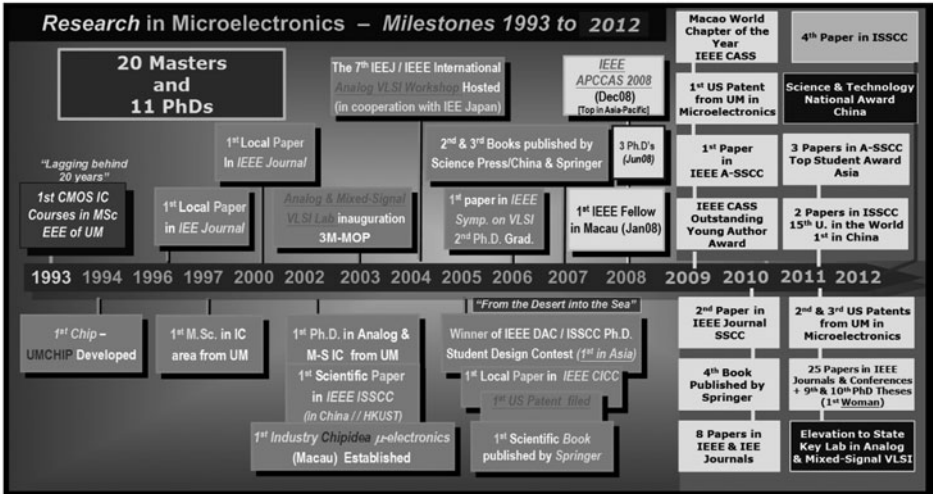 Research in Microelectronics – Milestones 1993 to 2012
20 Masters
and
11 PhDs
The 7th IEEJ / IEEE International
Analog VLSI Workshop Hosted
(in cooperation with IEE Japan)
IEEE
APCCAS 2008
(Dec08)
[Top in Asia-Pacific]
Macao World
Chapter of the
Year
IEEE CASS
4th Paper in ISSCC
1st US Patent
from UM in
Microelectronics
Science & Technology
National Award
China
1st Local Paper
In IEEE Journal
2nd & 3rd Books published by
Science Press/China & Springer
3 Ph.D's
(Jun08)
1st Paper
in
IEEE A-SSCC
3 Papers in A-SSCC
Top Student Award
Asia
"Lagging behind
20 years"
1st CMOS IC
Courses in MSc
EEE of UM
1st Local Paper
in IEE Journal
Analog & Mixed-Signal
VLSI Lab inauguration
3M-MOP
1st paper in IEEE
Symp. on VLSI
2nd Ph.D. Grad.
1st IEEE Fellow
in Macau (Jan08)
IEEE CASS
Outstanding
Young Author
Award
2 Papers in ISSCC
15th U. in the World
1st in China
1993 1994 1996 1997 2000 2002 2003 2004 2005 2006 2007 2008 2009 2010 2011 2012
"From the Desert into the Sea"
1st Chip –
UMCHIP Developed
1st M.Sc. in IC
area from UM
1st Ph.D. in Analog &
M-S IC from UM
1st Scientific Paper
in IEEE ISSCC
(in China // HKUST)
1st Industry Chipidea μ-electronics
(Macau) Established
Winner of IEEE DAC / ISSCC Ph.D.
Student Design Contest (1st in Asia)
1st Local Paper in IEEE CICC
1st US Patent filed
1st Scientific Book
published by Springer
2nd Paper in
IEEE Journal
SSCC
2nd & 3rd US Patents
from UM in
Microelectronics
4th Book
Published by
Springer
25 Papers in IEEE
Journals & Conferences
+ 9th & 10th PhD Theses
(1st Woman)
8 Papers in
IEEE & IEE
Journals
Elevation to State
Key Lab in Analog
& Mixed-Signal VLSI